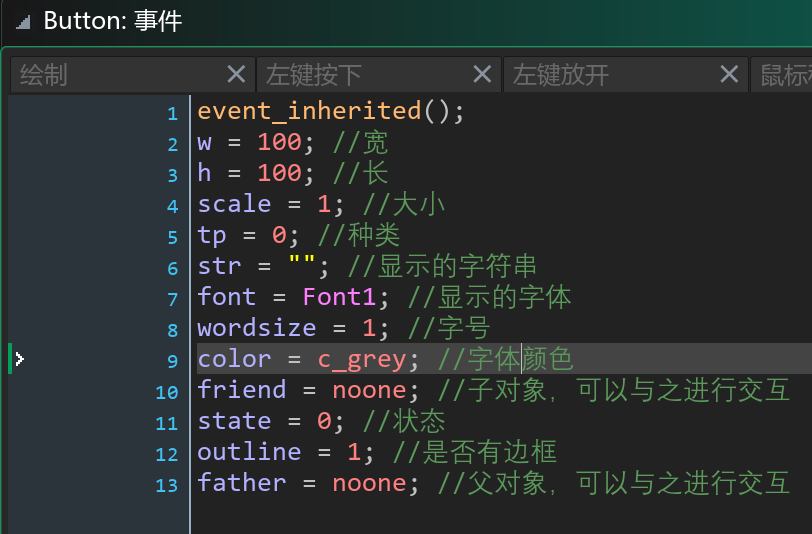 Button: 事件
绘制
左键按下
左键放开
1 event_inherited();
2 w = 100; //宽
3 h = 100; //长
4 scale = 1; //大小
5 tp = 0; //种类
6 str = ""; //显示的字符串
7 font = Font1; //显示的字体
8 wordsize = 1; //字号
9 color = c_grey; //字体颜色
10 friend = noone; //子对象，可以与之进行交互
11 state = 0; //状态
12 outline = 1; //是否有边框
13 father = noone; //父对象，可以与之进行交互